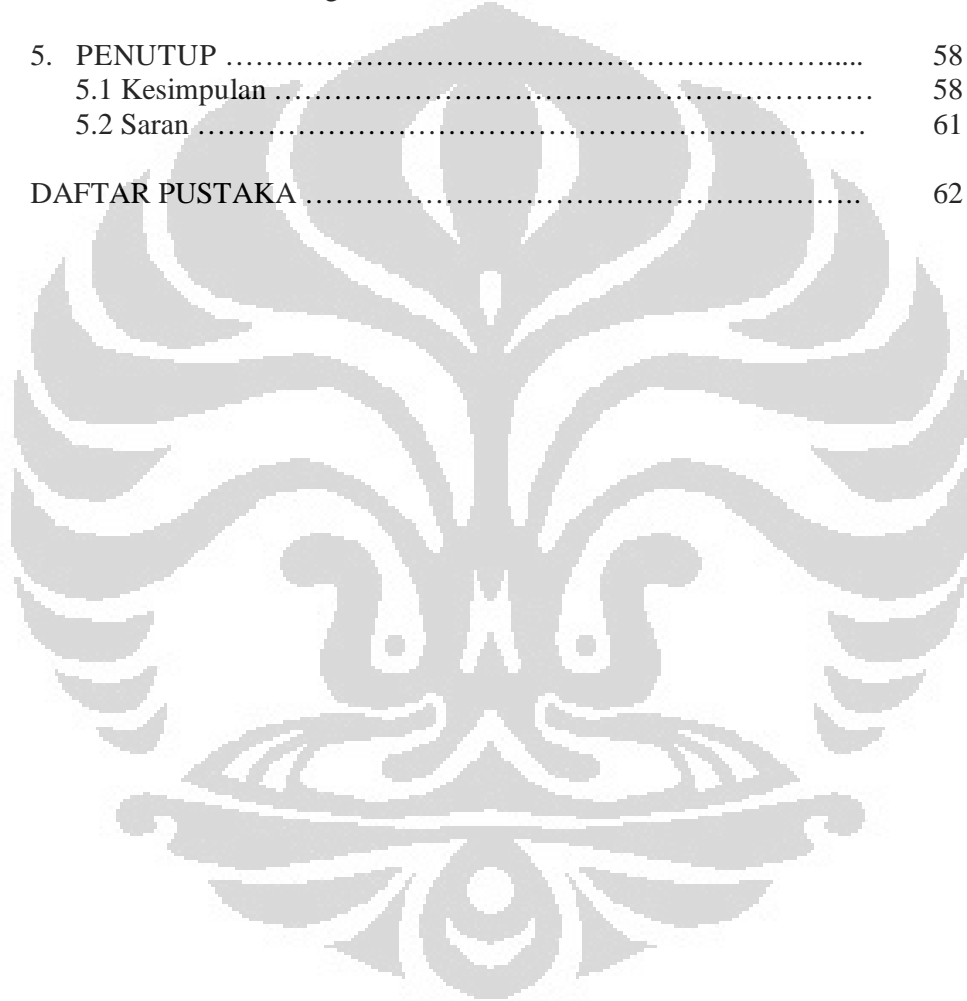 5. PENUTUP ……………………………………………………………..... 58
5.1 Kesimpulan ……………………………………………………………… 58
5.2 Saran ………………………………………………………………………. 61
DAFTAR PUSTAKA ………………………………………………………….. 62